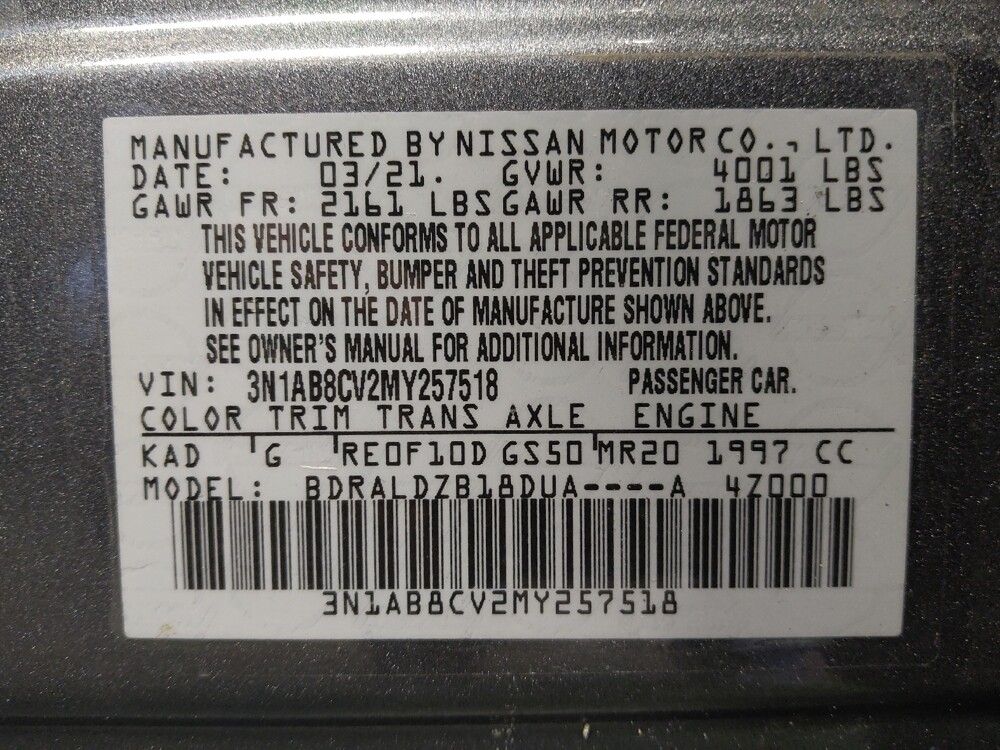 MANUFACTURED BY NISSAN MOTOR CO., LTD.
DATE: 03/21. GVWR: 4001 LBS
GAWR FR: 2161 LBS GAWR RR: 1863 LBS
THIS VEHICLE CONFORMS TO ALL APPLICABLE FEDERAL MOTOR
VEHICLE SAFETY, BUMPER AND THEFT PREVENTION STANDARDS
IN EFFECT ON THE DATE OF MANUFACTURE SHOWN ABOVE.
SEE OWNER'S MANUAL FOR ADDITIONAL INFORMATION.
VIN: 3N1AB8CV2MY257518 PASSENGER CAR.
COLOR TRIM TRANS AXLE ENGINE
KAD G RE0F10D GS50 MR20 1997 CC
MODEL: BDRALDZB18DUA----A 4Z000
3N1AB8CV2MY257518